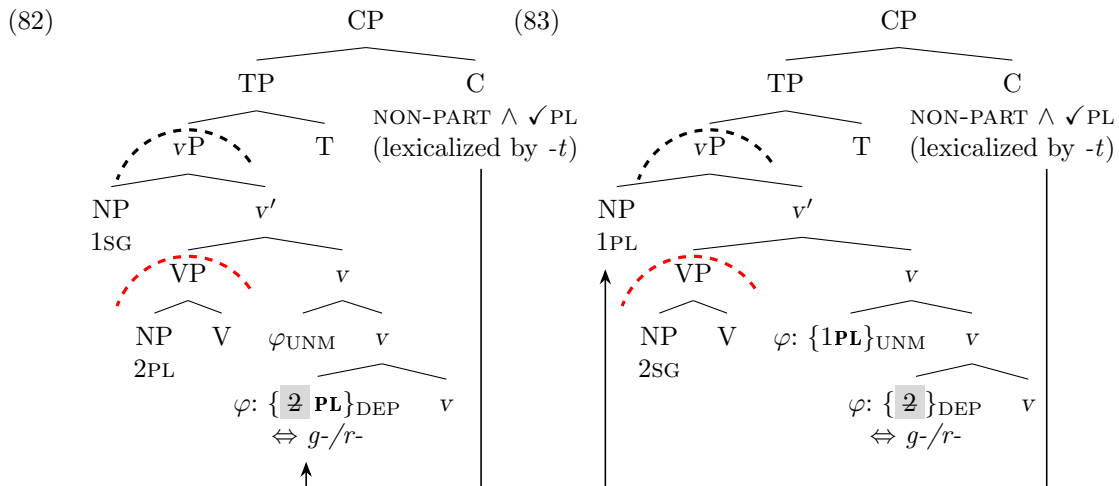 (82) CP (83) CP
TP C TP C
NON-PART ∧ ✓PL NON-PART ∧ ✓PL
vP T (lexicalized by -t) vP T (lexicalized by -t)
NP v′ NP v′
1SG 1PL
VP v VP v
NP V φUNM v NP V φ: {1PL}UNM v
2PL 2SG
φ: {2 PL}DEP v φ: {2}DEP v
⇔ g-/r- ⇔ g-/r-